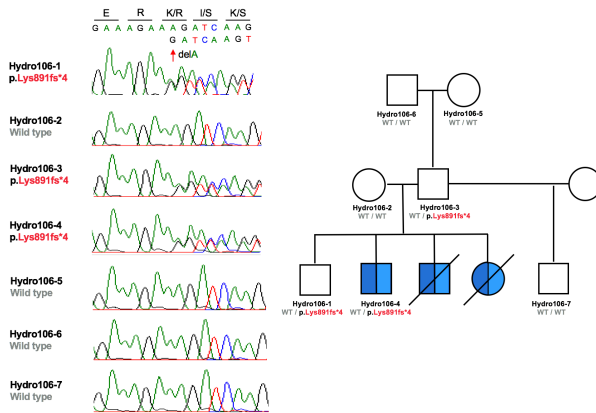 E R K/R I/S K/S
G A A A G A A A G A T C A A G
G A T C A A G T
delA
Hydro106-1
p.Lys891fs*4
Hydro106-2
Wild type
Hydro106-3
p.Lys891fs*4
Hydro106-4
p.Lys891fs*4
Hydro106-5
Wild type
Hydro106-6
Wild type
Hydro106-7
Wild type
Hydro106-6
WT / WT
Hydro106-5
WT / WT
Hydro106-2
WT / WT
Hydro106-3
WT / p.Lys891fs*4
Hydro106-1
WT / p.Lys891fs*4
Hydro106-4
WT / p.Lys891fs*4
Hydro106-7
WT / WT